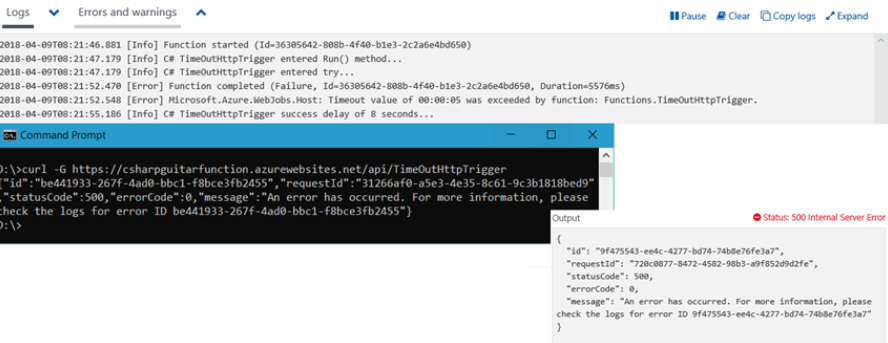 Logs Errors and warnings
Pause Clear Copy logs Expand
2018-04-09T08:21:46.881 [Info] Function started (Id=36305642-808b-4f40-b1e3-2c2a6e4bd650)
2018-04-09T08:21:47.179 [Info] C# TimeOutHttpTrigger entered Run() method...
2018-04-09T08:21:47.179 [Info] C# TimeOutHttpTrigger entered try...
2018-04-09T08:21:52.470 [Error] Function completed (Failure, Id=36305642-808b-4f40-b1e3-2c2a6e4bd650, Duration=5576ms)
2018-04-09T08:21:52.548 [Error] Microsoft.Azure.WebJobs.Host: Timeout value of 00:00:05 was exceeded by function: Functions.TimeOutHttpTrigger.
2018-04-09T08:21:55.186 [Info] C# TimeOutHttpTrigger success delay of 8 seconds...
Command Prompt
D:\>curl -G https://csharpguitarfunction.azurewebsites.net/api/TimeOutHttpTrigger
{"id":"be441933-267f-4ad0-bbc1-f8bce3fb2455","requestId":"31266af0-a5e3-4e35-8c61-9c3b1818bed9"
,"statusCode":500,"errorCode":0,"message":"An error has occurred. For more information, please
check the logs for error ID be441933-267f-4ad0-bbc1-f8bce3fb2455"}
D:\>
Output
Status: 500 Internal Server Error
{
"id": "9f475543-ee4c-4277-bd74-74b8e76fe3a7",
"requestId": "720c0877-8472-4582-98b3-a9f852d9d2fe",
"statusCode": 500,
"errorCode": 0,
"message": "An error has occurred. For more information, please
check the logs for error ID 9f475543-ee4c-4277-bd74-74b8e76fe3a7"
}